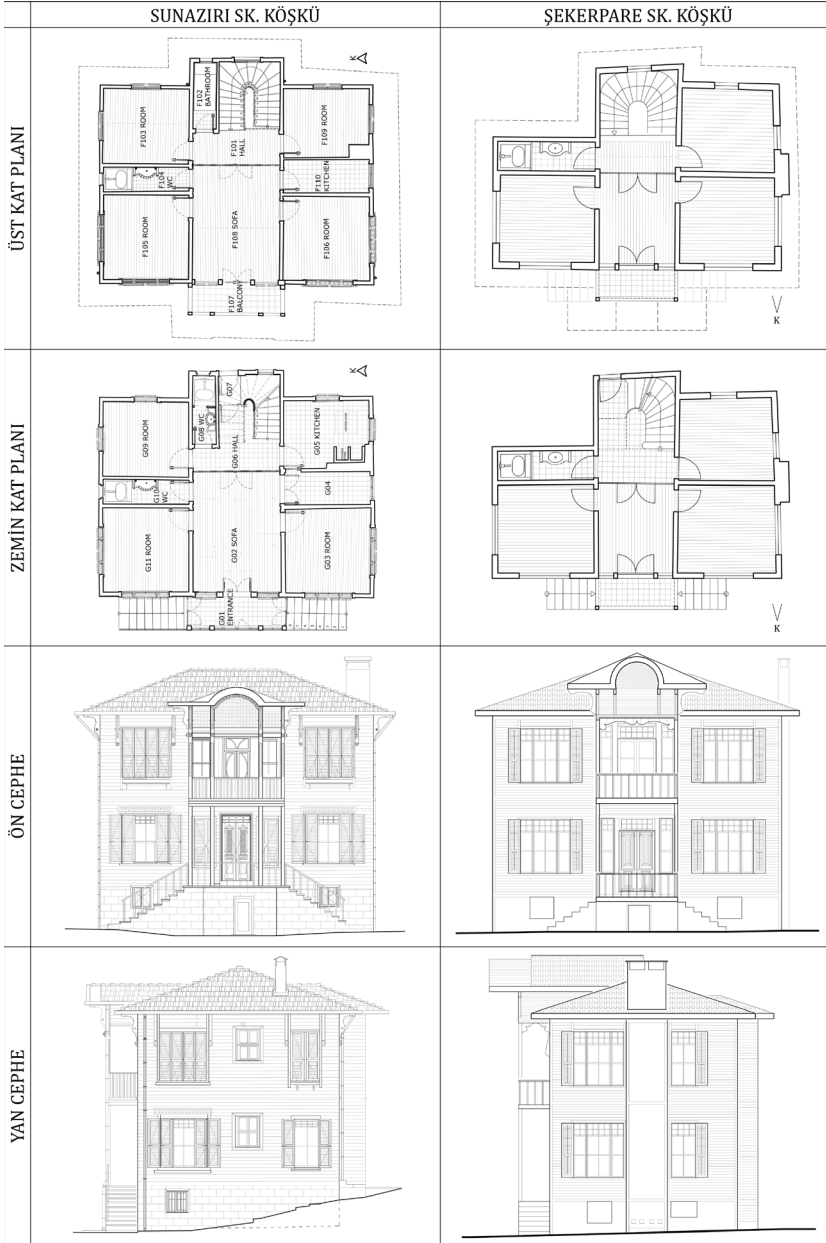 SUNAZIRI SK. KÖŞKÜ
ŞEKERPARE SK. KÖŞKÜ
ÜST KAT PLANI
F102 BATHROOM
F103 ROOM
F101 HALL
F109 ROOM
F104 WC
F110 KITCHEN
F105 ROOM
F108 SOFA
F106 ROOM
F107 BALCONY
K
K
ZEMİN KAT PLANI
G07
G08 WC
G09 ROOM
G06 HALL
G05 KITCHEN
G10 WC
G04
G11 ROOM
G02 SOFA
G03 ROOM
G01 ENTRANCE
K
K
ÖN CEPHE
YAN CEPHE